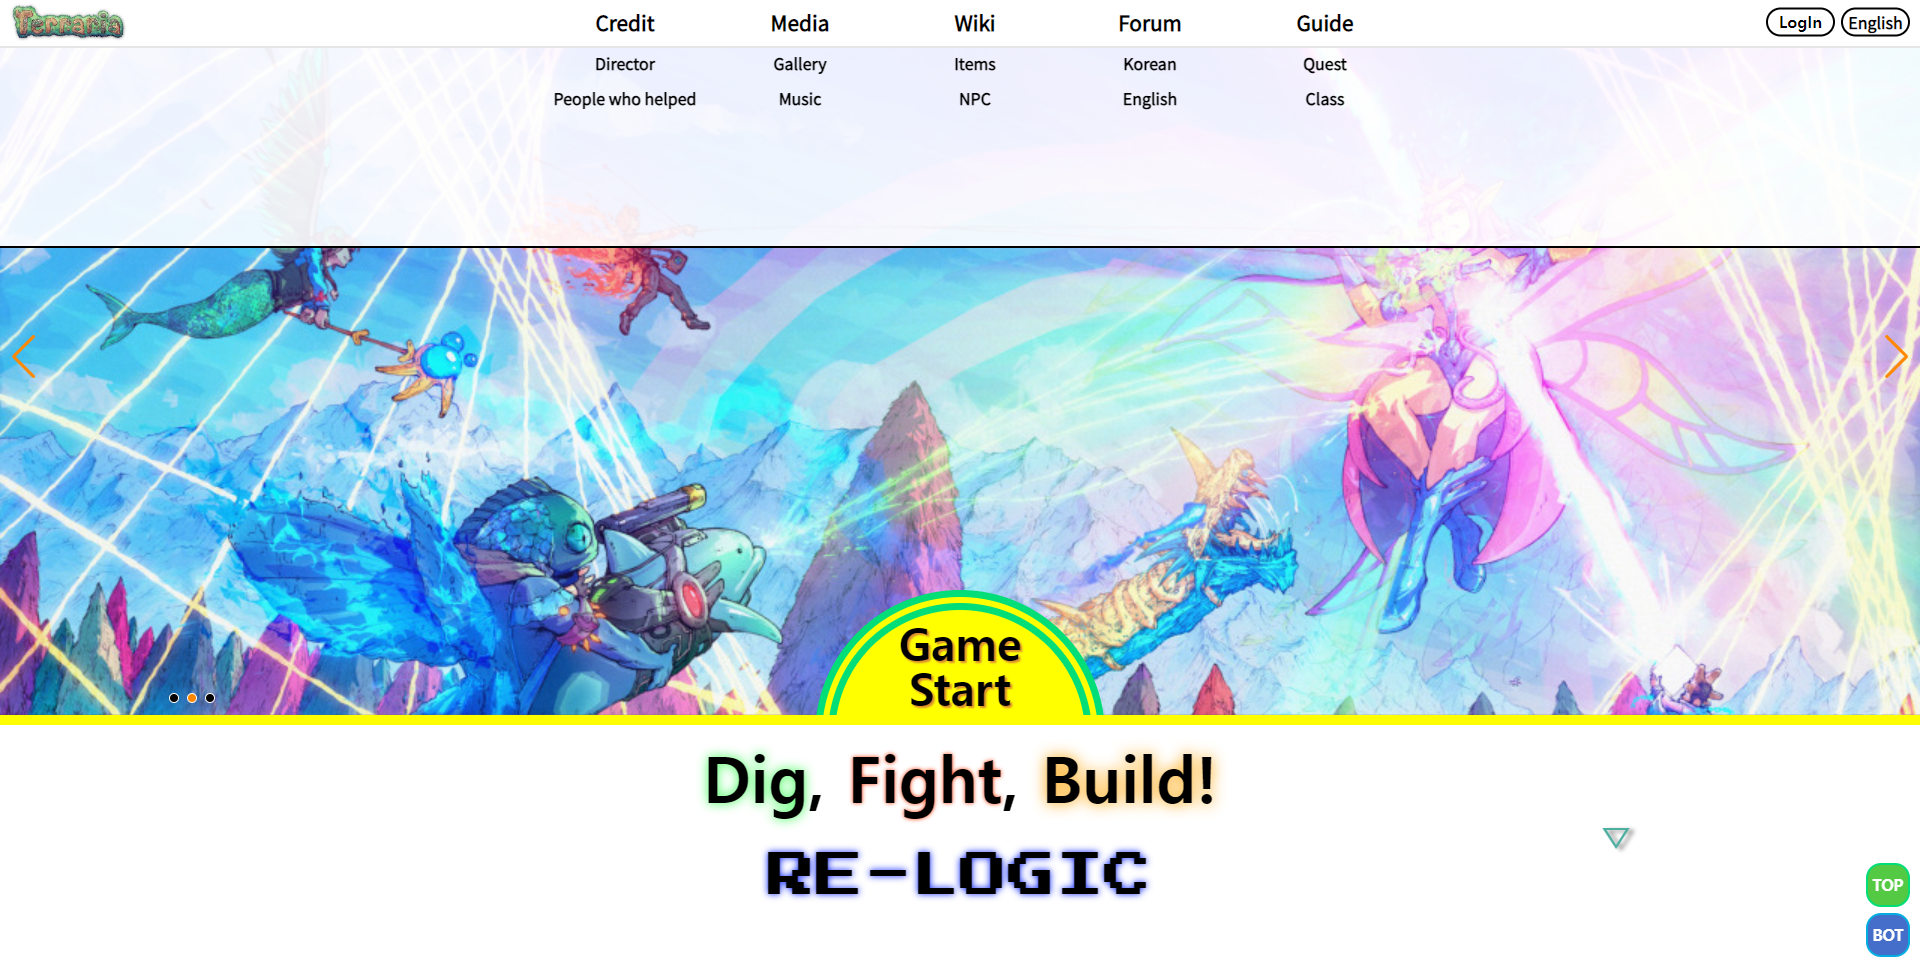 Terraria
Credit
Media
Wiki
Forum
Guide
LogIn
English
Director
Gallery
Items
Korean
Quest
People who helped
Music
NPC
English
Class
Game
Start
Dig, Fight, Build!
RE-LOGIC
TOP
BOT